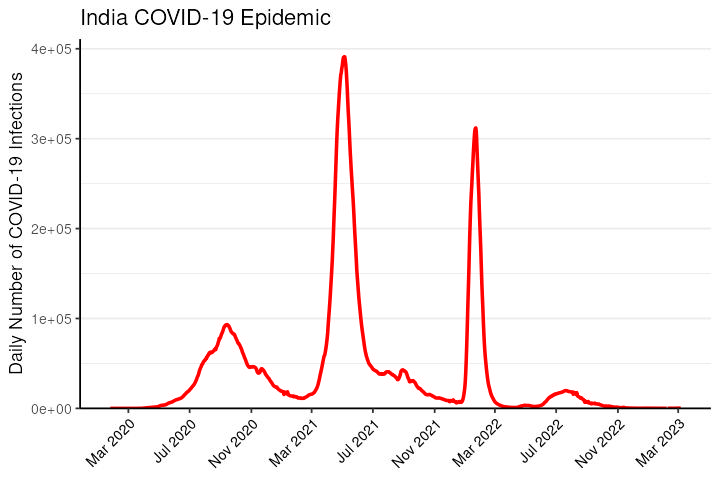 India COVID-19 Epidemic
Daily Number of COVID-19 Infections
4e+05
3e+05
2e+05
1e+05
0e+00
Mar 2020
Jul 2020
Nov 2020
Mar 2021
Jul 2021
Nov 2021
Mar 2022
Jul 2022
Nov 2022
Mar 2023